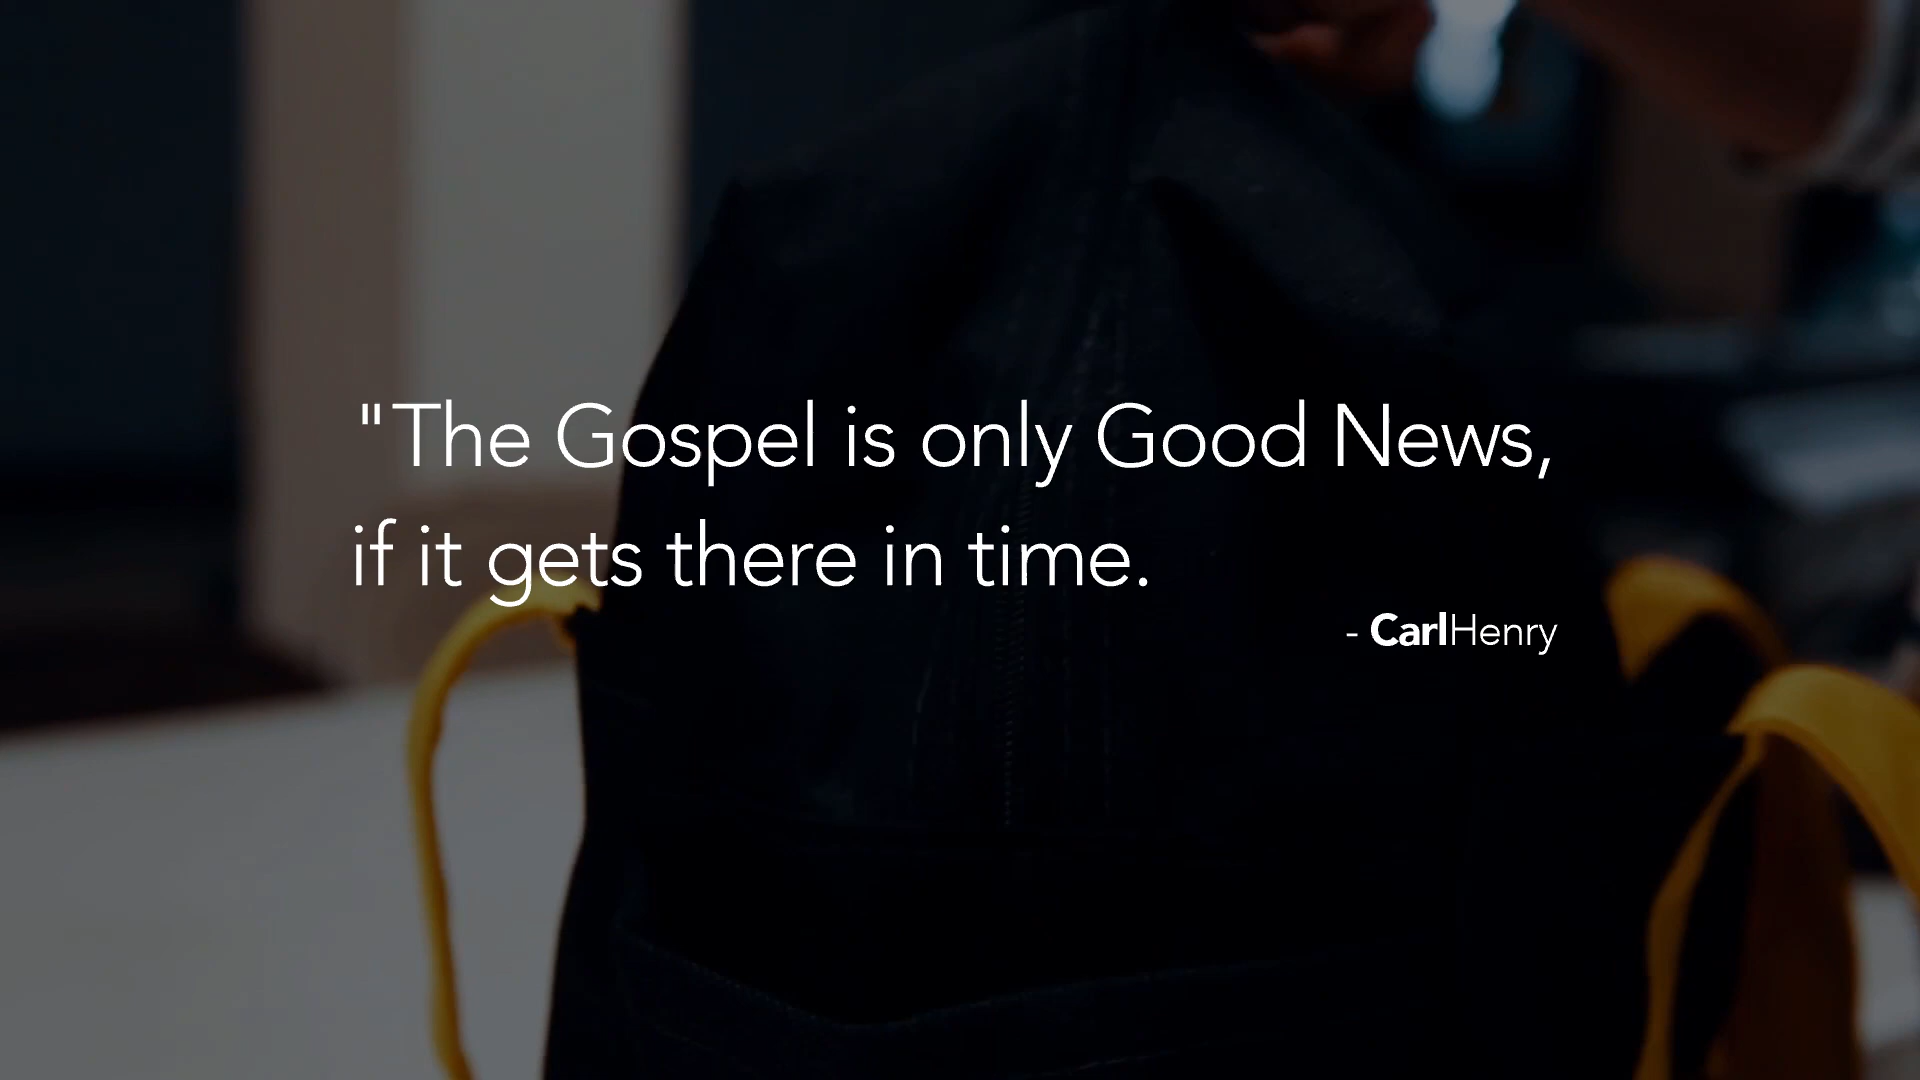 "The Gospel is only Good News,
if it gets there in time.
- CarlHenry